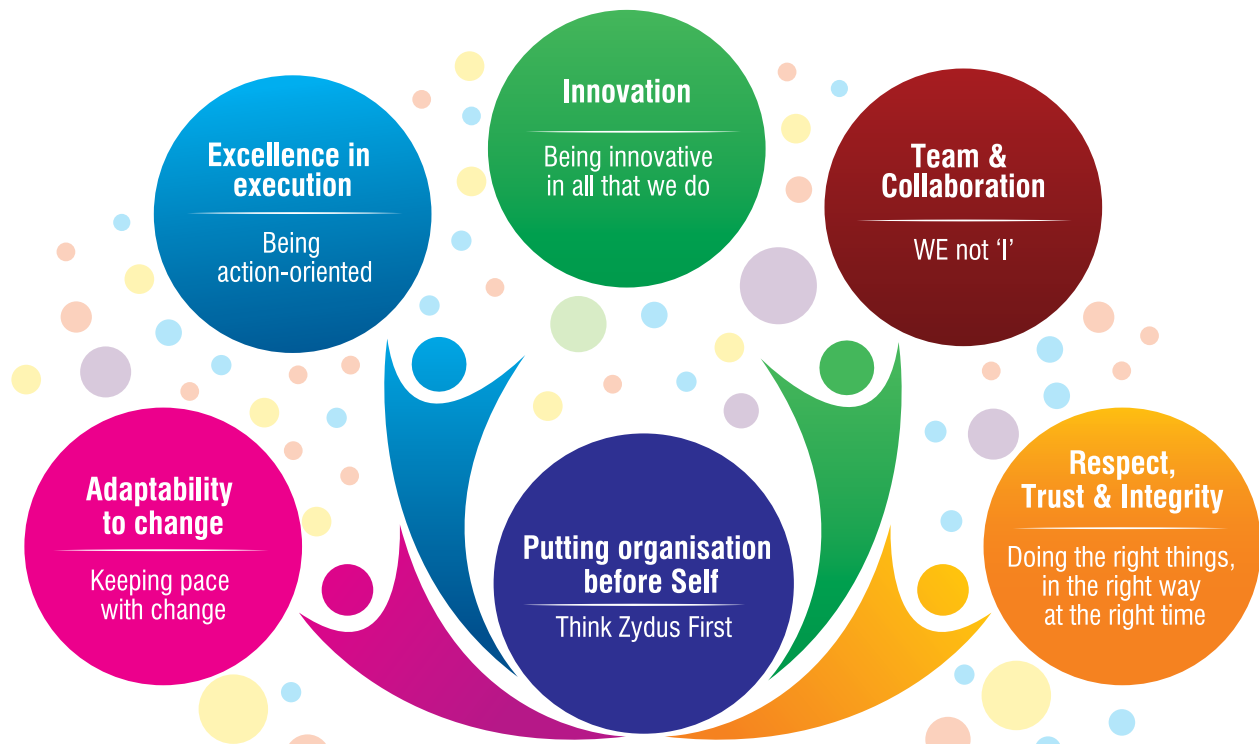 Innovation
Being innovative
in all that we do
Excellence in
execution
Being
action-oriented
Team &
Collaboration
WE not ‘I’
Adaptability
to change
Keeping pace
with change
Putting organisation
before Self
Think Zydus First
Respect,
Trust & Integrity
Doing the right things,
in the right way
at the right time